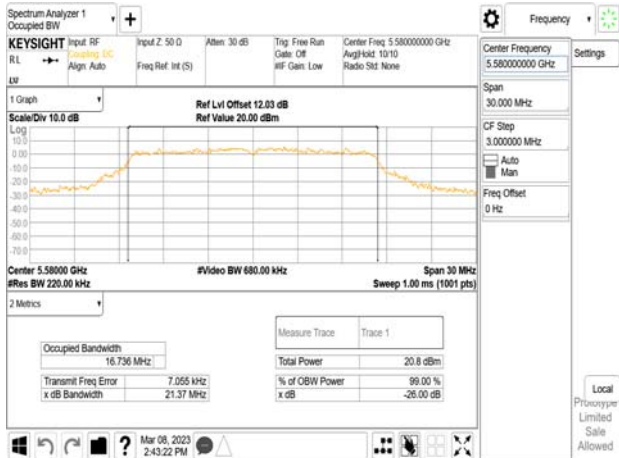 Spectrum Analyzer 1
Occupied BW
Frequency
KEYSIGHT
RL
Input: RF
Coupling: DC
Align: Auto
Input Z: 50 Ω
Freq Ref: Int (S)
Atten: 30 dB
Trig: Free Run
Gate: Off
#IF Gain: Low
Center Freq: 5.580000000 GHz
Avg|Hold: 10/10
Radio Std: None
1 Graph
Scale/Div 10.0 dB
Ref Lvl Offset 12.03 dB
Ref Value 20.00 dBm
Log
10.0
0.00
-10.0
-20.0
-30.0
-40.0
-50.0
-60.0
-70.0
Center 5.58000 GHz
#Res BW 220.00 kHz
#Video BW 680.00 kHz
Span 30 MHz
Sweep 1.00 ms (1001 pts)
2 Metrics
Occupied Bandwidth
16.736 MHz
Transmit Freq Error 7.055 kHz
x dB Bandwidth 21.37 MHz
Measure Trace Trace 1
Total Power 20.8 dBm
% of OBW Power 99.00 %
x dB -26.00 dB
Mar 08, 2023
2:43:22 PM
Center Frequency
5.580000000 GHz
Settings
Span
30.000 MHz
CF Step
3.000000 MHz
Auto
Man
Freq Offset
0 Hz
Local
Prototype
Limited
Sale
Allowed